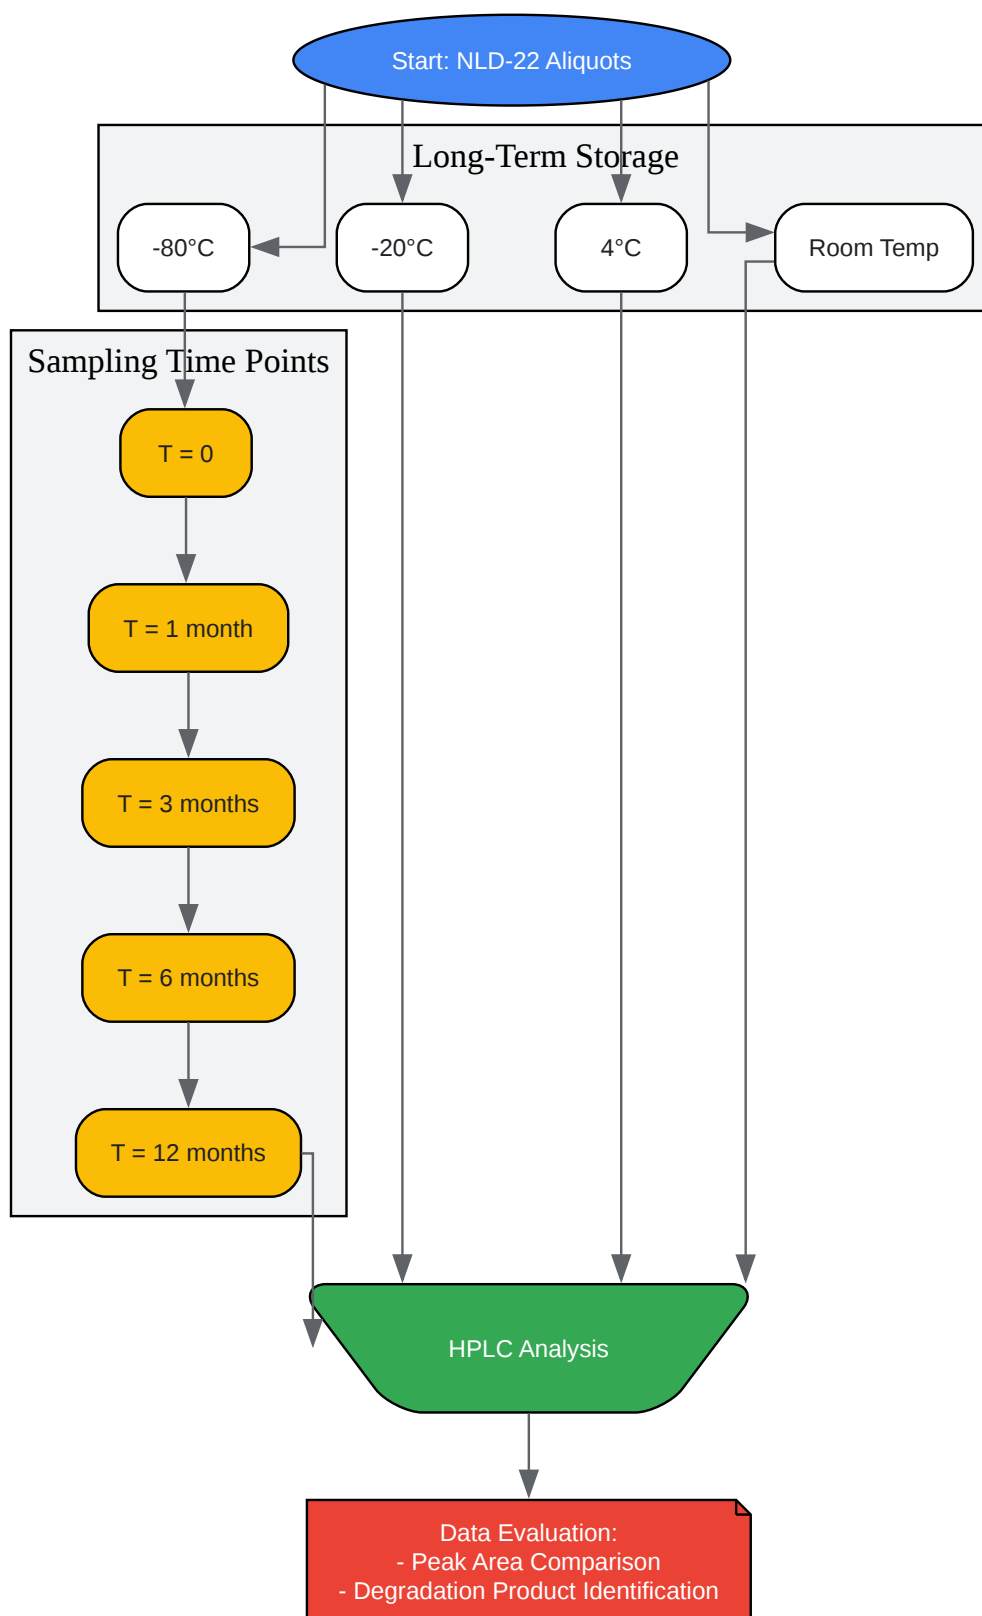 Start: NLD-22 Aliquots
Long-Term Storage
-80°C
-20°C
4°C
Room Temp
Sampling Time Points
T = 0
T = 1 month
T = 3 months
T = 6 months
T = 12 months
HPLC Analysis
Data Evaluation:
- Peak Area Comparison
- Degradation Product Identification